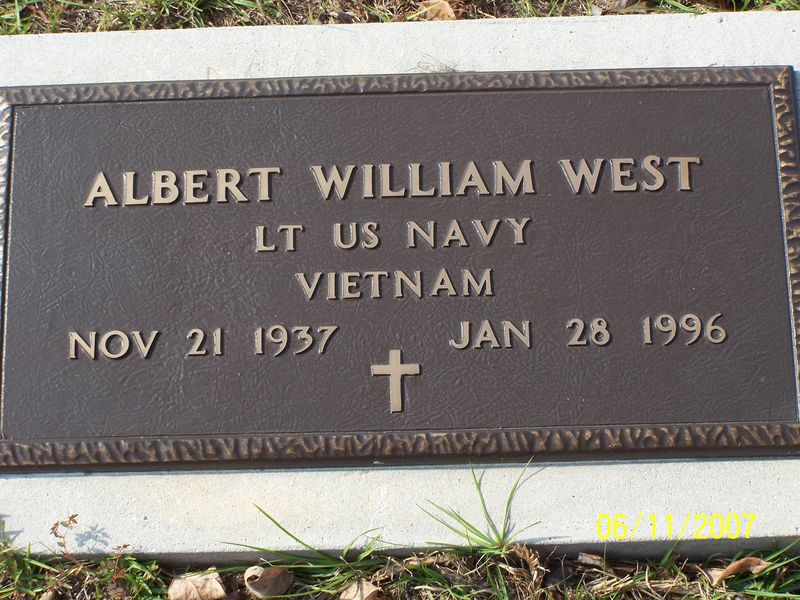 ALBERT WILLIAM WEST
LT US NAVY
VIETNAM
NOV 21 1937 JAN 28 1996
06/11/2007